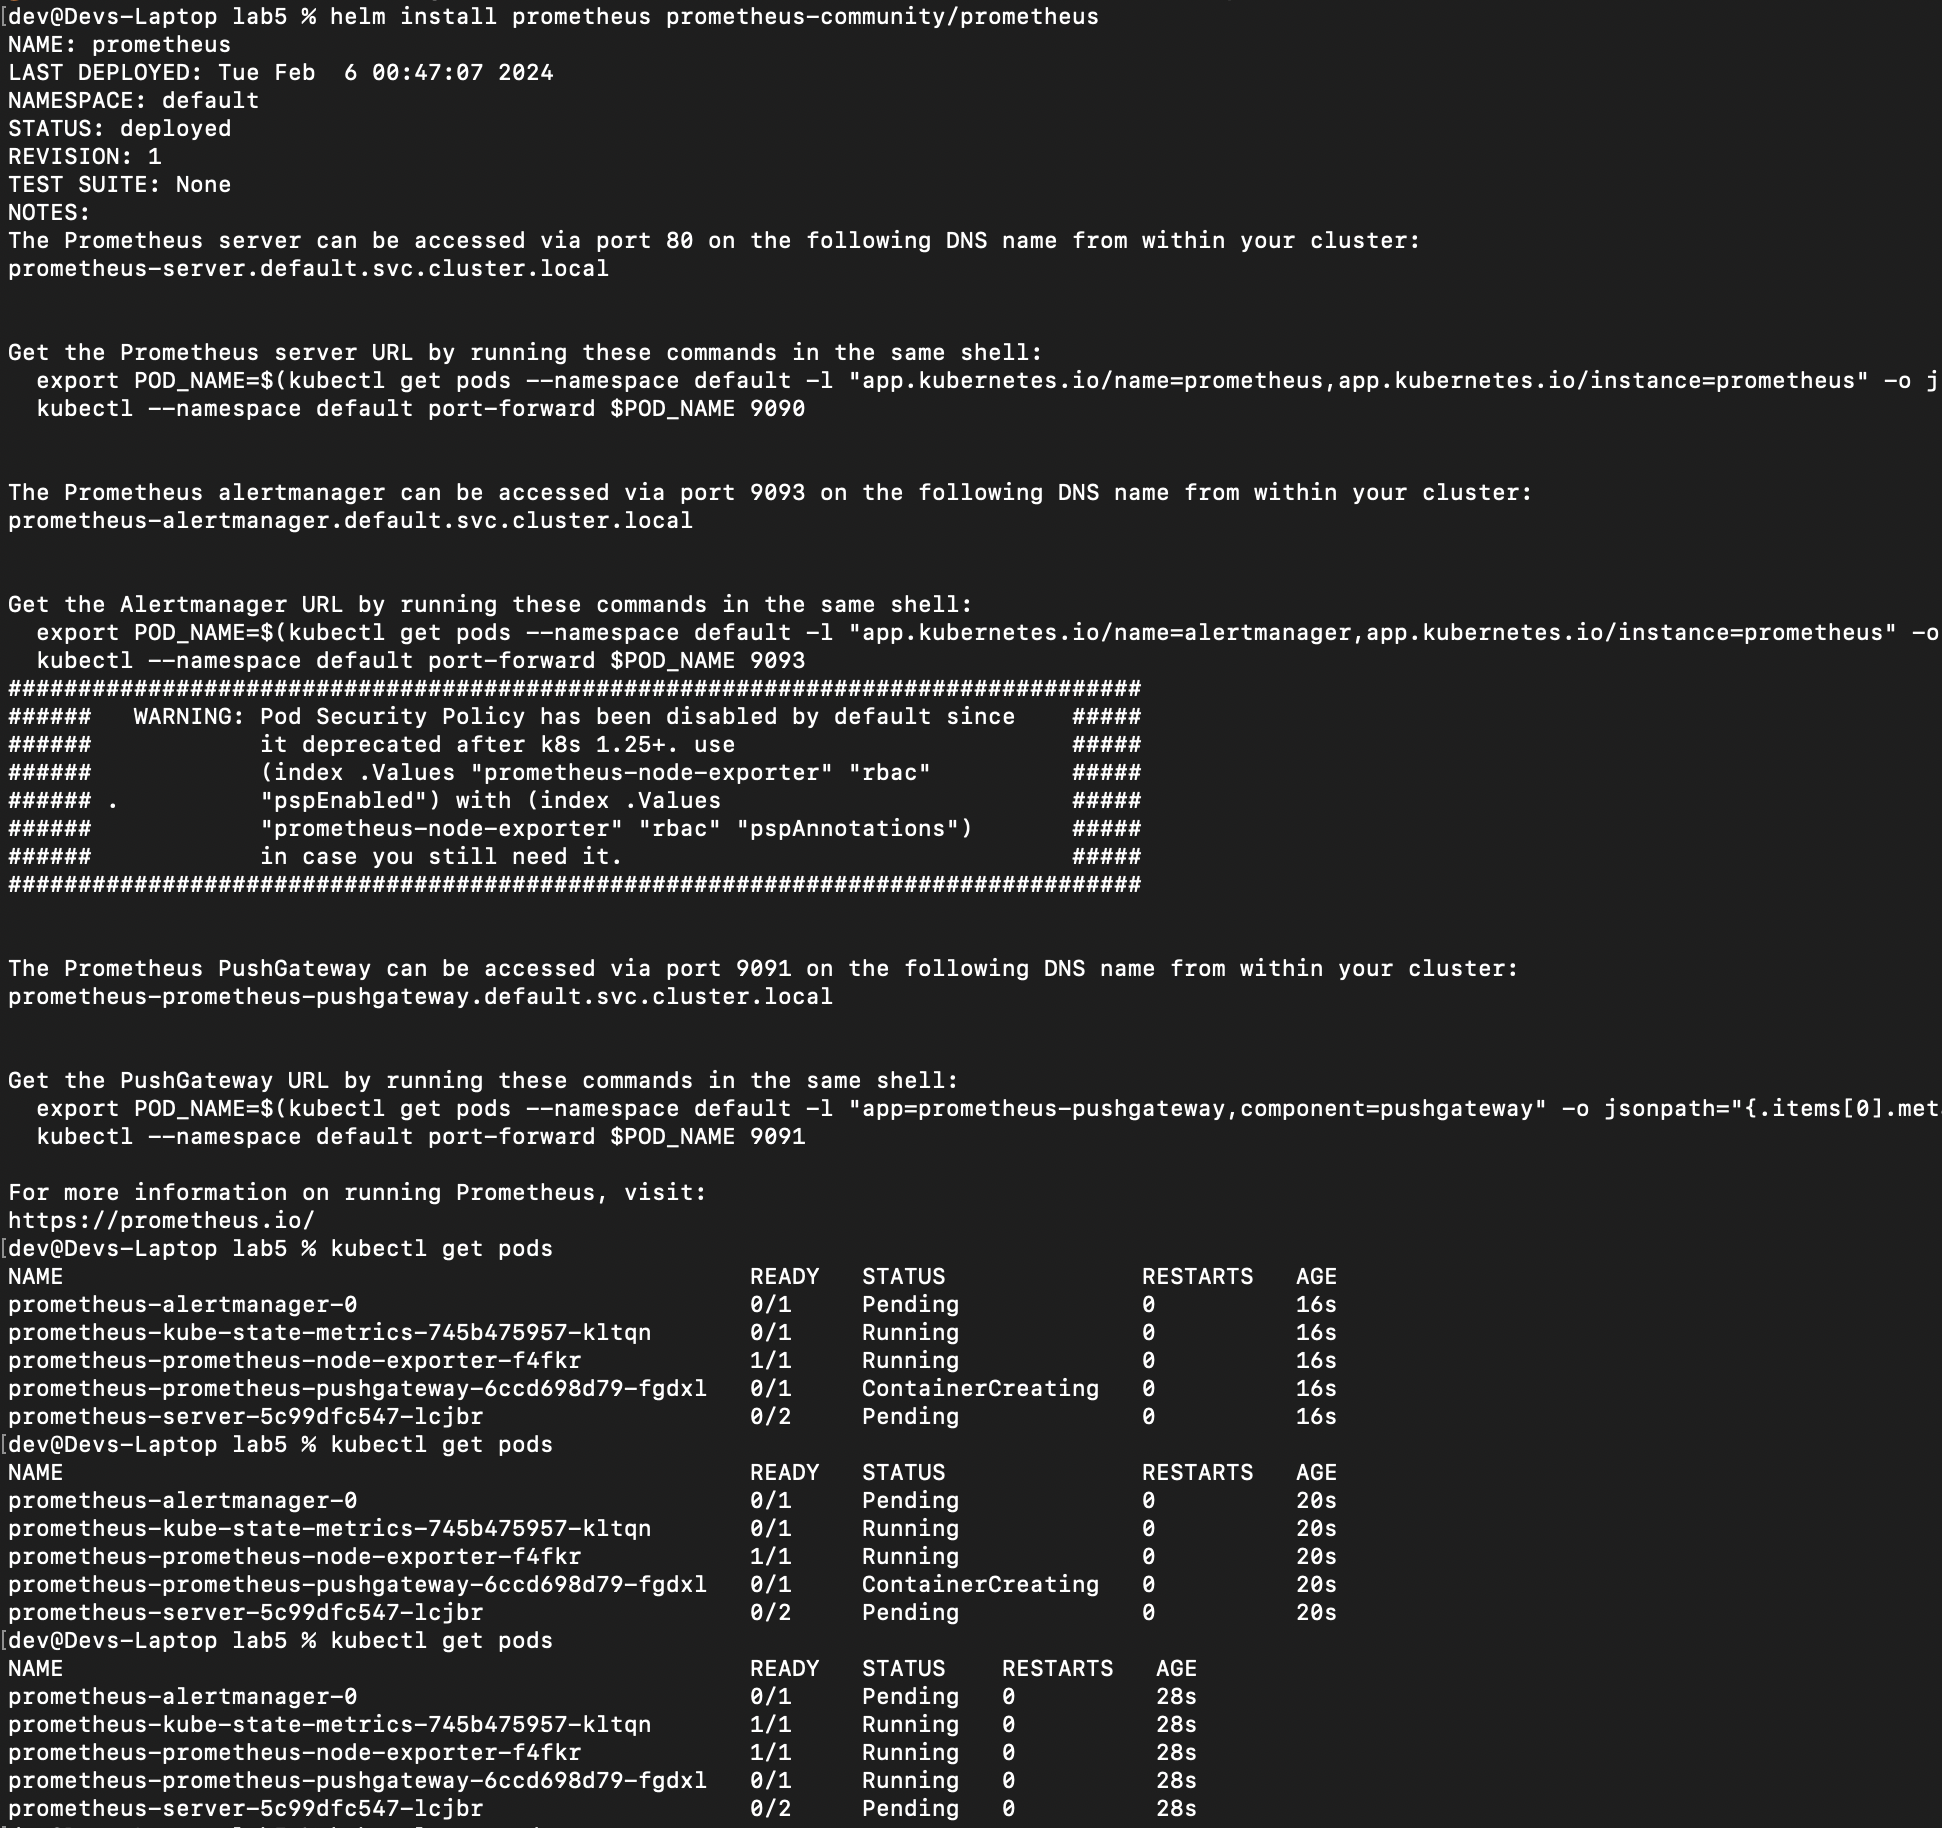 [dev@Devs-Laptop lab5 % helm install prometheus prometheus-community/prometheus
NAME: prometheus
LAST DEPLOYED: Tue Feb  6 00:47:07 2024
NAMESPACE: default
STATUS: deployed
REVISION: 1
TEST SUITE: None
NOTES:
The Prometheus server can be accessed via port 80 on the following DNS name from within your cluster:
prometheus-server.default.svc.cluster.local
Get the Prometheus server URL by running these commands in the same shell:
  export POD_NAME=$(kubectl get pods --namespace default -l "app.kubernetes.io/name=prometheus,app.kubernetes.io/instance=prometheus" -o j
  kubectl --namespace default port-forward $POD_NAME 9090
The Prometheus alertmanager can be accessed via port 9093 on the following DNS name from within your cluster:
prometheus-alertmanager.default.svc.cluster.local
Get the Alertmanager URL by running these commands in the same shell:
  export POD_NAME=$(kubectl get pods --namespace default -l "app.kubernetes.io/name=alertmanager,app.kubernetes.io/instance=prometheus" -o
  kubectl --namespace default port-forward $POD_NAME 9093
#################################################################################
######   WARNING: Pod Security Policy has been disabled by default since    #####
######            it deprecated after k8s 1.25+. use                        #####
######            (index .Values "prometheus-node-exporter" "rbac"          #####
###### .          "pspEnabled") with (index .Values                         #####
######            "prometheus-node-exporter" "rbac" "pspAnnotations")       #####
######            in case you still need it.                                #####
#################################################################################
The Prometheus PushGateway can be accessed via port 9091 on the following DNS name from within your cluster:
prometheus-prometheus-pushgateway.default.svc.cluster.local
Get the PushGateway URL by running these commands in the same shell:
  export POD_NAME=$(kubectl get pods --namespace default -l "app=prometheus-pushgateway,component=pushgateway" -o jsonpath="{.items[0].met
  kubectl --namespace default port-forward $POD_NAME 9091
For more information on running Prometheus, visit:
https://prometheus.io/
[dev@Devs-Laptop lab5 % kubectl get pods
NAME                                                 READY   STATUS              RESTARTS   AGE
prometheus-alertmanager-0                            0/1     Pending             0          16s
prometheus-kube-state-metrics-745b475957-kltqn       0/1     Running             0          16s
prometheus-prometheus-node-exporter-f4fkr            1/1     Running             0          16s
prometheus-prometheus-pushgateway-6ccd698d79-fgdxl   0/1     ContainerCreating   0          16s
prometheus-server-5c99dfc547-lcjbr                   0/2     Pending             0          16s
[dev@Devs-Laptop lab5 % kubectl get pods
NAME                                                 READY   STATUS              RESTARTS   AGE
prometheus-alertmanager-0                            0/1     Pending             0          20s
prometheus-kube-state-metrics-745b475957-kltqn       0/1     Running             0          20s
prometheus-prometheus-node-exporter-f4fkr            1/1     Running             0          20s
prometheus-prometheus-pushgateway-6ccd698d79-fgdxl   0/1     ContainerCreating   0          20s
prometheus-server-5c99dfc547-lcjbr                   0/2     Pending             0          20s
[dev@Devs-Laptop lab5 % kubectl get pods
NAME                                                 READY   STATUS    RESTARTS   AGE
prometheus-alertmanager-0                            0/1     Pending   0          28s
prometheus-kube-state-metrics-745b475957-kltqn       1/1     Running   0          28s
prometheus-prometheus-node-exporter-f4fkr            1/1     Running   0          28s
prometheus-prometheus-pushgateway-6ccd698d79-fgdxl   0/1     Running   0          28s
prometheus-server-5c99dfc547-lcjbr                   0/2     Pending   0          28s